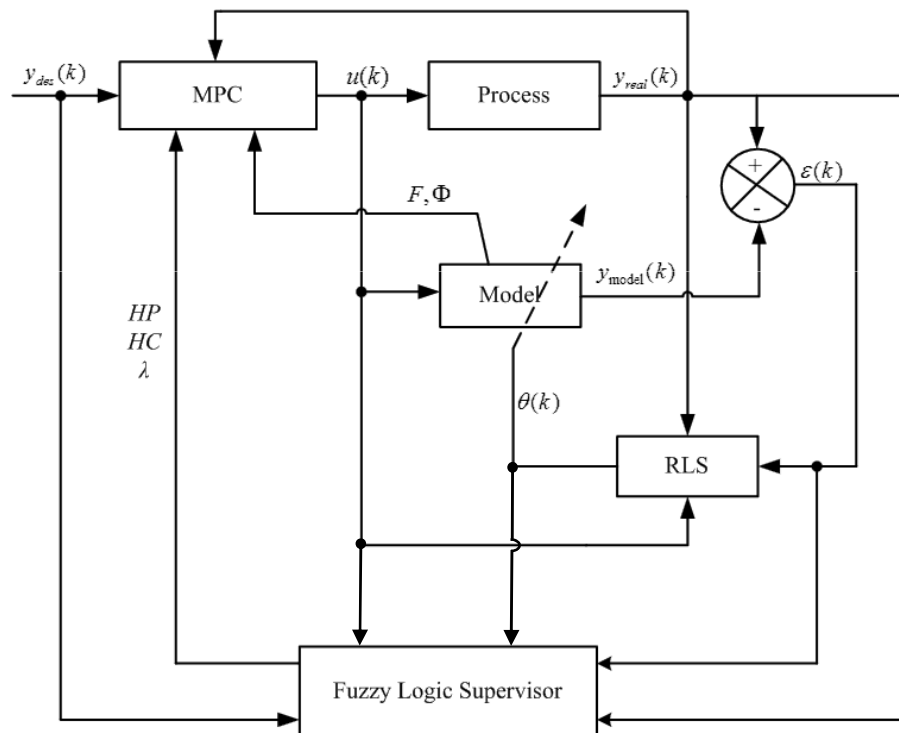 y_des(k)
MPC
u(k)
Process
y_real(k)
+
-
ε(k)
F,Φ
Model
y_model(k)
HP
HC
λ
θ(k)
RLS
Fuzzy Logic Supervisor